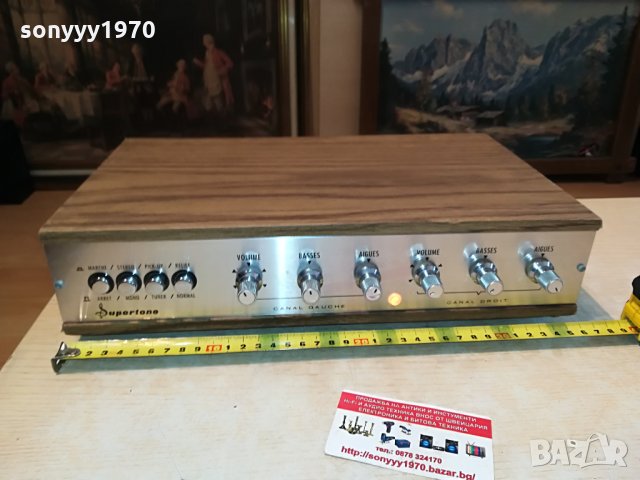 sonyyy1970
VOLUME BASSES AIGUES VOLUME BASSES AIGUES
MARCHE / STEREO / PICK-UP / RELIEF
ARRET / MONO / TUNER / NORMAL
CANAL GAUCHE CANAL DROIT
Supertone
ПРОДАЖБА НА АНТИКИ И ИНСТУМЕНТИ
Hi-Fi И АУДИО ТЕХНИКА ВНОС ОТ ШВЕЙЦАРИЯ
ЕЛЕКТРОНИКА И БИТОВА ТЕХНИКА
тел.: 0878 324170
http://sonyyy1970.bazar.bg/
BAZAR